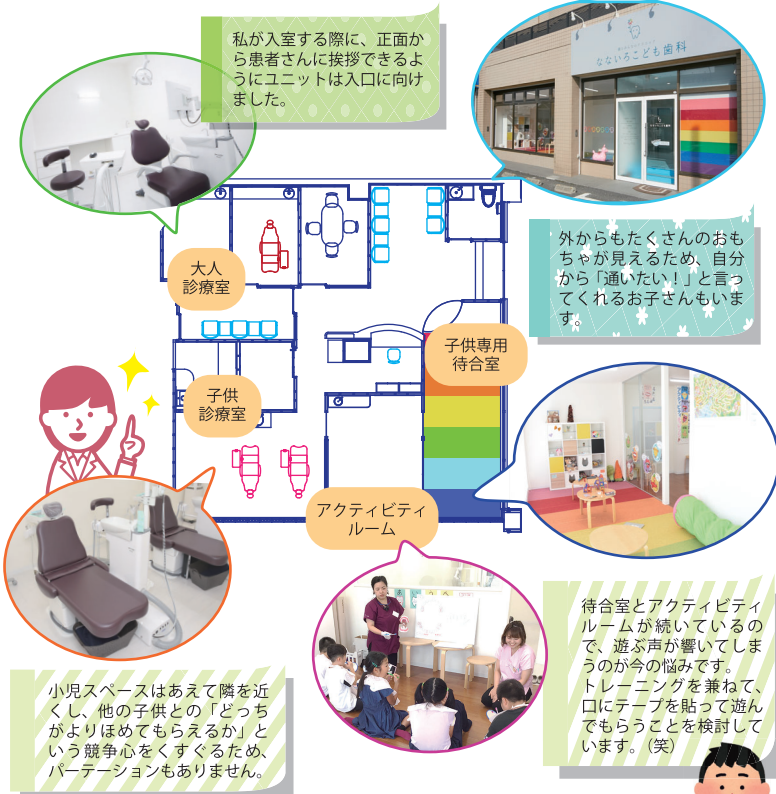 私が入室する際に、正面か
ら患者さんに挨拶できるよ
うにユニットは入口に向け
ました。
なないろこども歯科
外からもたくさんのおも
ちゃが見えるため、自分
から「通いたい！」と言っ
てくれるお子さんもいま
す。
大人
診療室
子供専用
待合室
子供
診療室
アクティビティ
ルーム
待合室とアクティビティ
ルームが続いているの
で、遊ぶ声が響いてしま
うのが今の悩みです。
トレーニングを兼ねて、
口にテープを貼って遊ん
でもらうことを検討して
います。（笑）
小児スペースはあえて隣を近
くし、他の子供との「どっち
がよりほめてもらえるか」と
いう競争心をくすぐるため、
パーテーションもありません。